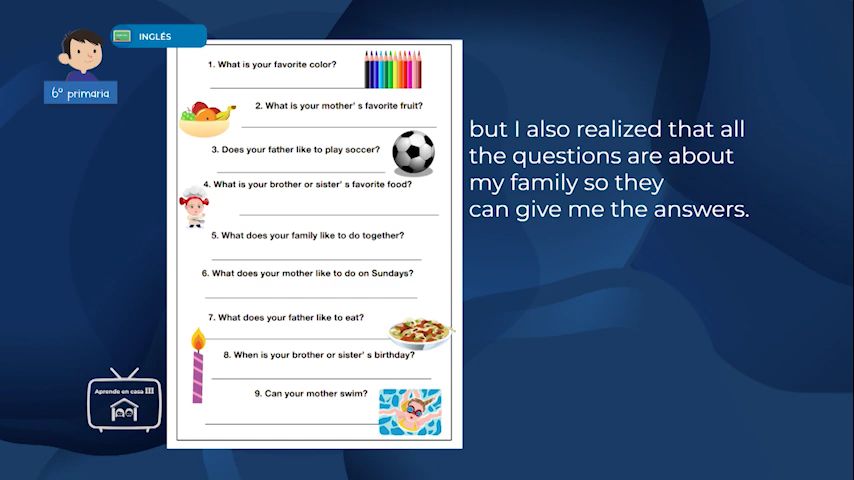 INGLÉS
6º primaria
1. What is your favorite color?
2. What is your mother' s favorite fruit?
3. Does your father like to play soccer?
4. What is your brother or sister' s favorite food?
5. What does your family like to do together?
6. What does your mother like to do on Sundays?
7. What does your father like to eat?
8. When is your brother or sister' s birthday?
9. Can your mother swim?
but I also realized that all
the questions are about
my family so they
can give me the answers.
Aprende en casa III